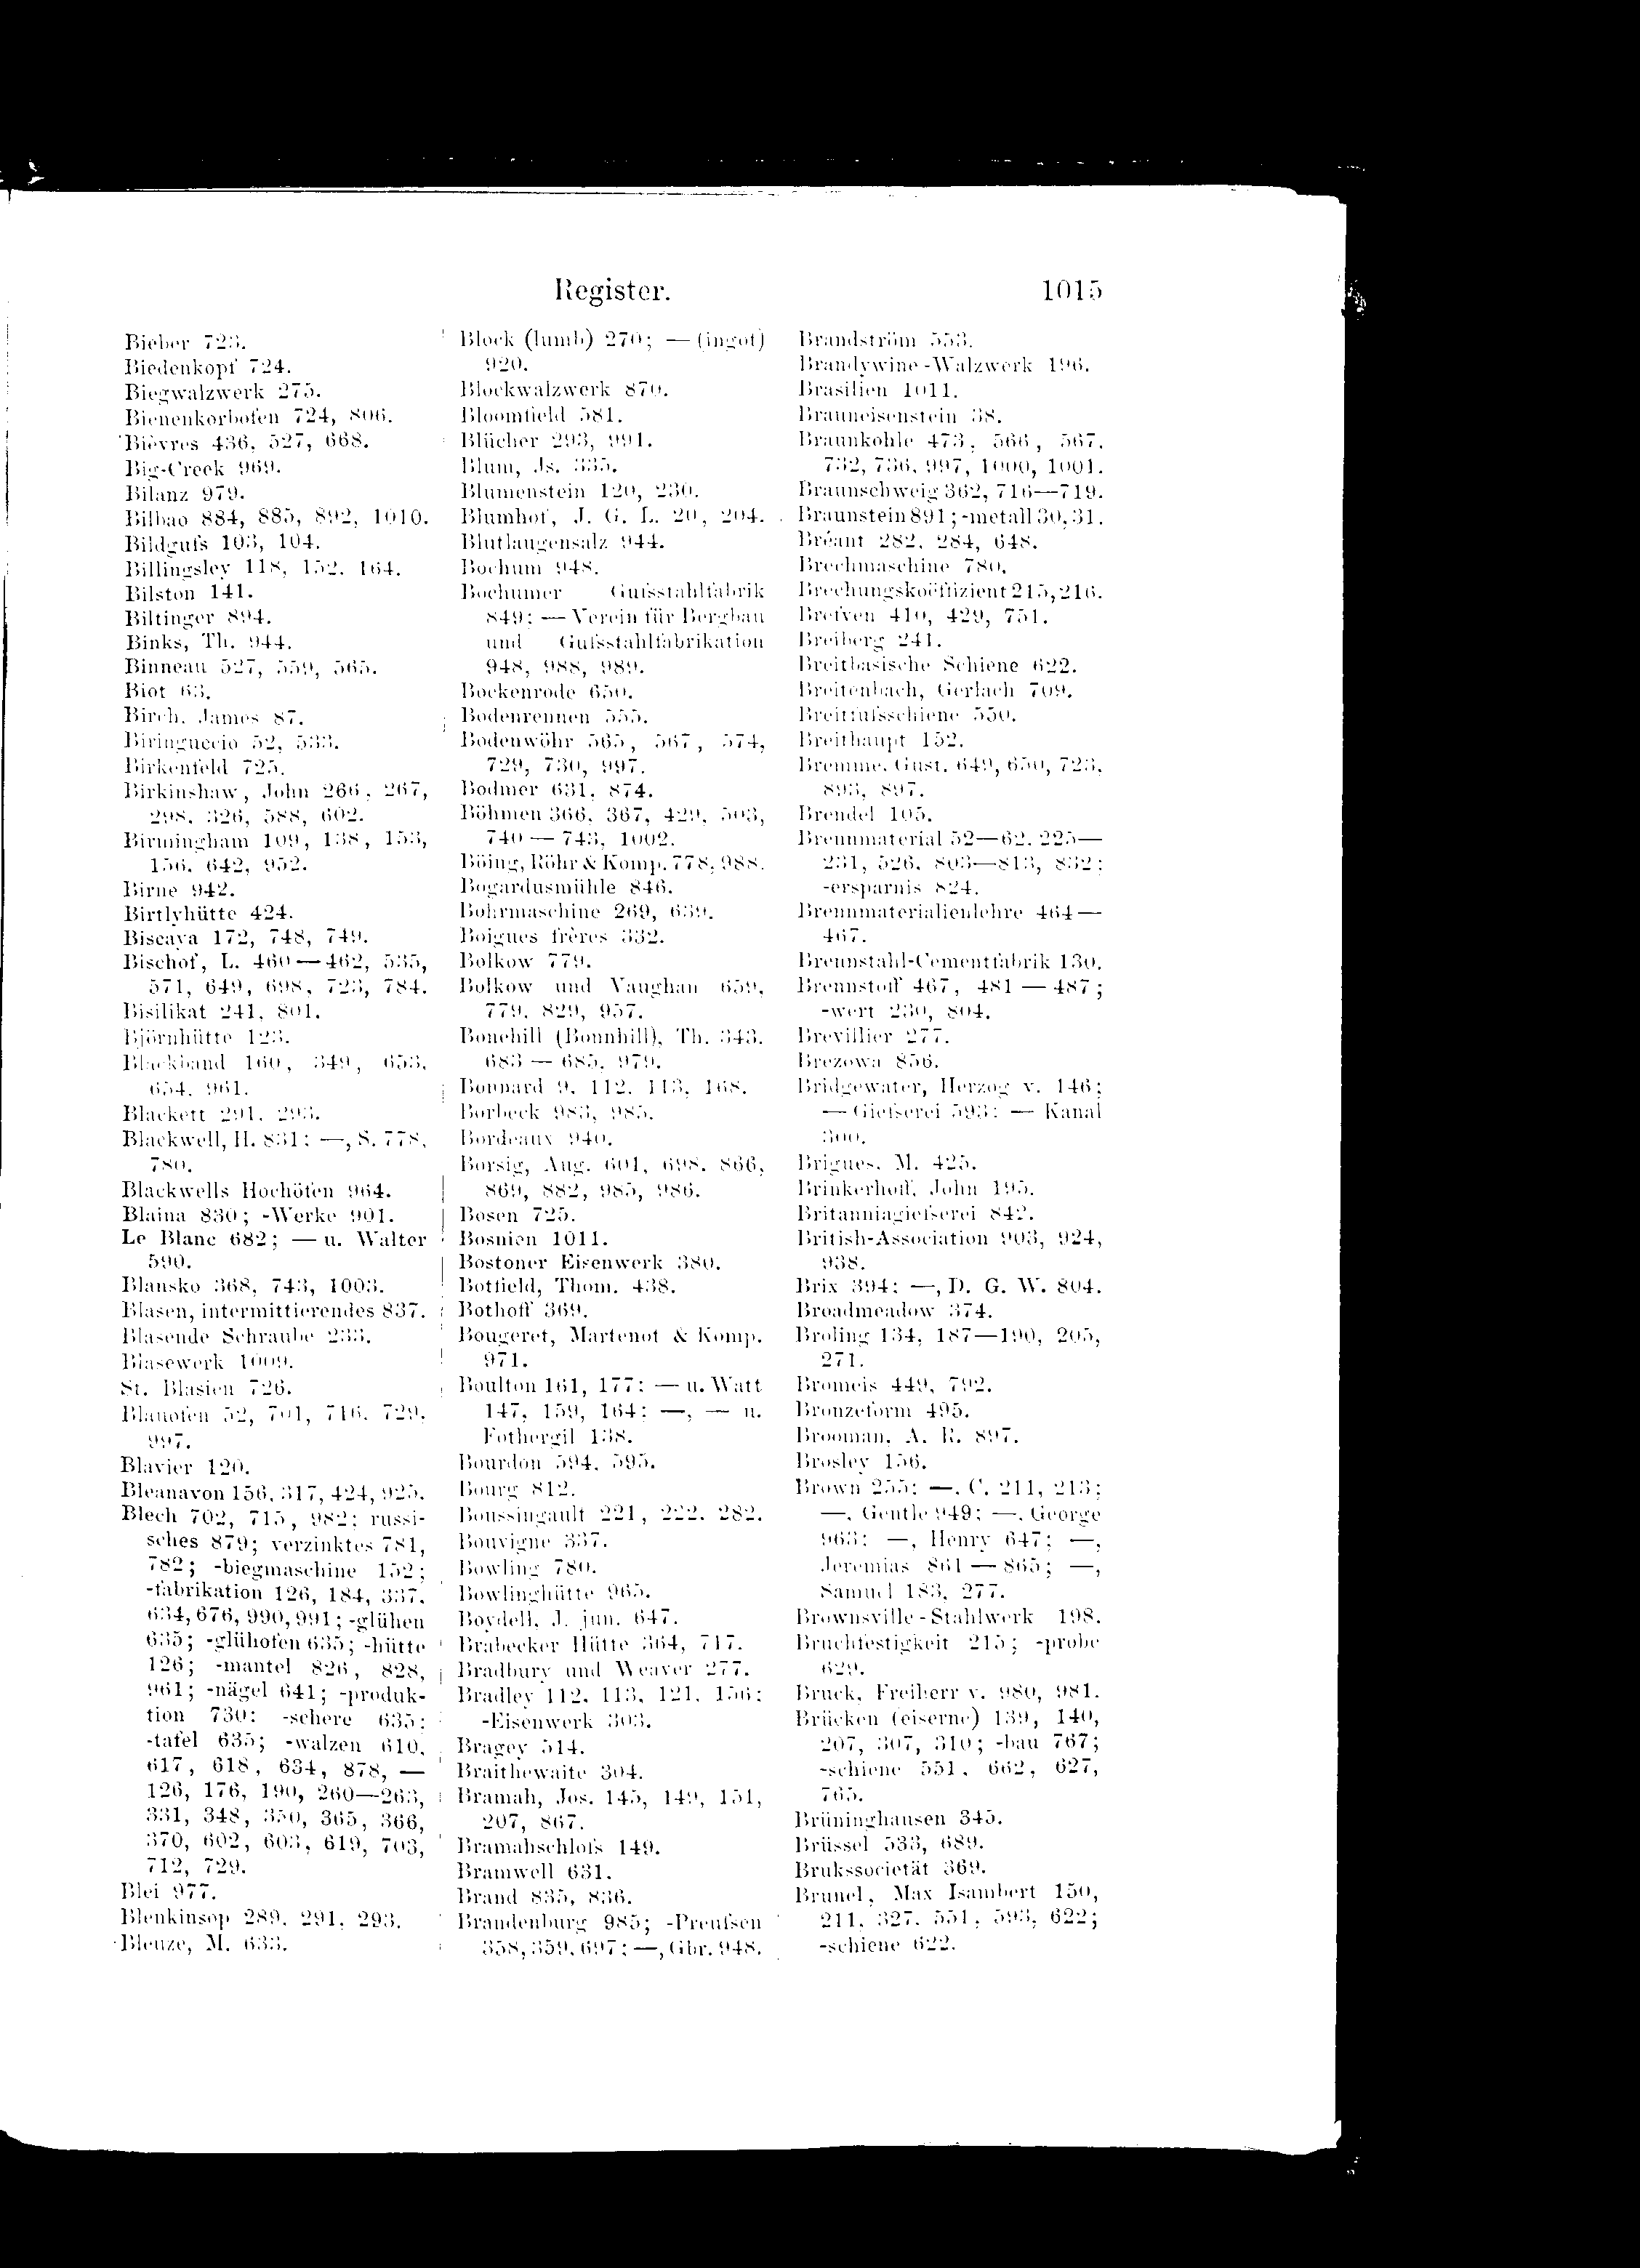 Register.
1015
Bieber 723.
Biedenkopf 724.
Biegwalzwerk 275.
Bienenkorbofen 724, 806.
Bièvres 436, 527, 668.
Big-Creek 969.
Bilanz 979.
Bilbao 884, 885, 892, 1010.
Bildguſs 103, 104.
Billingsley 118, 152, 164.
Bilston 141.
Biltinger 894.
Binks, Th. 944.
Binneau 527, 559, 565.
Biot 63.
Birch, James 87.
Biringuccio 52, 533.
Birkenfeld 725.
Birkinshaw, John 266, 267,
298, 326, 588, 602.
Birmingham 109, 138, 153,
156, 642, 952.
Birne 942.
Birtlyhütte 424.
Biscaya 172, 748, 749.
Bischof, L. 460—462, 535,
571, 649, 698, 723, 784.
Bisilikat 241, 801.
Björnhütte 123.
Blackband 160, 349, 653,
654, 961.
Blackett 291, 293.
Blackwell, H. 831; —, S. 778,
780.
Blackwells Hochöfen 964.
Blaina 830; -Werke 901.
Le Blanc 682; — u. Walter
590.
Blansko 368, 743, 1003.
Blasen, intermittierendes 837.
Blasende Schraube 233.
Blasewerk 1009.
St. Blasien 726.
Blauofen 52, 701, 716, 729,
997.
Blavier 120.
Bleanavon 156, 317, 424, 925.
Blech 702, 715, 982; russi-
sches 879; verzinktes 781,
782; -biegmaschine 152;
-fabrikation 126, 184, 337,
634, 676, 990, 991; -glühen
635; -glühofen 635; -hütte
126; -mantel 826, 828,
961; -nägel 641; -produk-
tion 730; -schere 635;
-tafel 635; -walzen 610,
617, 618, 634, 878, —
126, 176, 190, 260—263,
331, 348, 350, 365, 366,
370, 602, 603, 619, 703,
712, 729.
Blei 977.
Blenkinsop 289, 291, 293.
Bleuze, M. 633.
Block (lumb) 270; — (ingot)
920.
Blockwalzwerk 870.
Bloomfield 581.
Blücher 293, 991.
Blum, Js. 335.
Blumenstein 120, 230.
Blumhof, J. G. L. 20, 204.
Blutlaugensalz 944.
Bochum 948.
Bochumer Guſsstahlfabrik
849; — Verein für Bergbau
und Guſsstahlfabrikation
948, 988, 989.
Bockenrode 650.
Bodenrennen 555.
Bodenwöhr 565, 567, 574,
729, 730, 997.
Bodmer 631, 874.
Böhmen 366, 367, 429, 503,
740 — 743, 1002.
Böing, Röhr & Komp. 778, 988.
Bogardusmühle 846.
Bohrmaschine 269, 639.
Boigues frères 332.
Bolkow 779.
Bolkow und Vaughan 659,
779, 829, 957.
Bonehill (Bonnhill), Th. 343,
683 — 685, 979.
Bonnard 9, 112, 113, 168.
Borbeck 983, 985.
Bordeaux 940.
Borsig, Aug. 601, 698, 866,
869, 882, 985, 986.
Bosen 725.
Bosnien 1011.
Bostoner Eisenwerk 380.
Botfield, Thom. 438.
Bothoff 369.
Bougeret, Martenot & Komp.
971.
Boulton 161, 177; — u. Watt
147, 159, 164; —, — u.
Fothergil 138.
Bourdon 594, 595.
Bourg 812.
Boussingault 221, 222, 282.
Bouvigne 337.
Bowling 780.
Bowlinghütte 965.
Boydell, J. jun. 647.
Brabecker Hütte 364, 717.
Bradbury und Weaver 277.
Bradley 112, 113, 121, 156;
-Eisenwerk 303.
Bragey 514.
Braithewaite 304.
Bramah, Jos. 145, 149, 151,
207, 867.
Bramahschloſs 149.
Bramwell 631.
Brand 835, 836.
Brandenburg 985; -Preuſsen
358, 359, 697; —, Gbr. 948.
Brandström 553.
Brandywine-Walzwerk 196.
Brasilien 1011.
Brauneisenstein 38.
Braunkohle 473, 566, 567,
732, 736, 997, 1000, 1001.
Braunschweig 362, 716—719.
Braunstein 891; -metall 30, 31.
Bréant 282, 284, 648.
Brechmaschine 780.
Brechungskoëffizient 215, 216.
Brefven 410, 429, 751.
Breiberg 241.
Breitbasische Schiene 622.
Breitenbach, Gerlach 709.
Breitfuſsschiene 550.
Breithaupt 152.
Bremme, Gust. 649, 650, 723,
893, 897.
Brendel 105.
Brennmaterial 52—62, 225—
231, 526, 803—813, 832;
-ersparnis 824.
Brennmaterialienlehre 464—
467.
Brennstahl-Cementfabrik 130.
Brennstoff 467, 481 — 487;
-wert 230, 804.
Brevillier 277.
Brezowa 856.
Bridgewater, Herzog v. 146;
— Gieſserei 593; — Kanal
300.
Brigues, M. 425.
Brinkerhoff, John 195.
Britanniagieſserei 842.
British-Association 903, 924,
938.
Brix 394; —, D. G. W. 804.
Broadmeadow 374.
Broling 134, 187—190, 205,
271.
Bromeis 449, 792.
Bronzeform 495.
Brooman, A. R. 897.
Brosley 156.
Brown 255; —, C. 211, 213;
—, Gentle 949; —, George
963; —, Henry 647; —,
Jeremias 861 — 865; —,
Samuel 183, 277.
Brownsville-Stahlwerk 198.
Bruchfestigkeit 215; -probe
629.
Bruck, Freiherr v. 980, 981.
Brücken (eiserne) 139, 140,
207, 307, 310; -bau 767;
-schiene 551, 662, 627,
765.
Brüninghausen 345.
Brüssel 533, 689.
Brukssocietät 369.
Brunel, Max Isambert 150,
211, 327, 551, 593, 622;
-schiene 622.